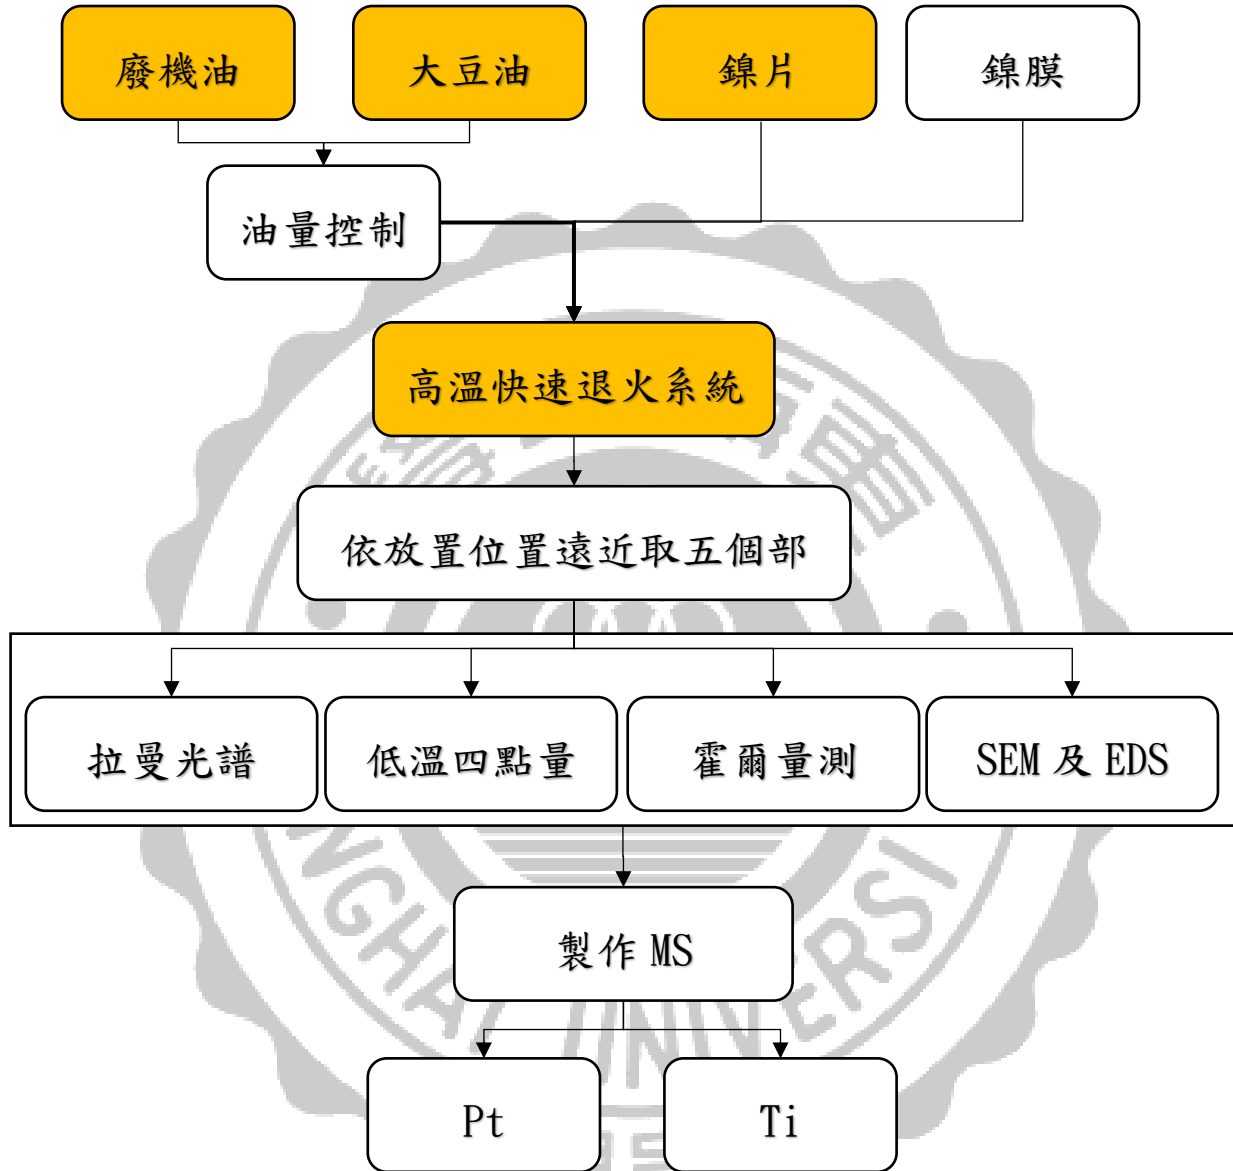 廢機油
大豆油
鎳片
鎳膜
油量控制
高溫快速退火系統
依放置位置遠近取五個部
拉曼光譜
低溫四點量
霍爾量測
SEM 及 EDS
製作 MS
Pt
Ti
NGHAI UNIVERSI